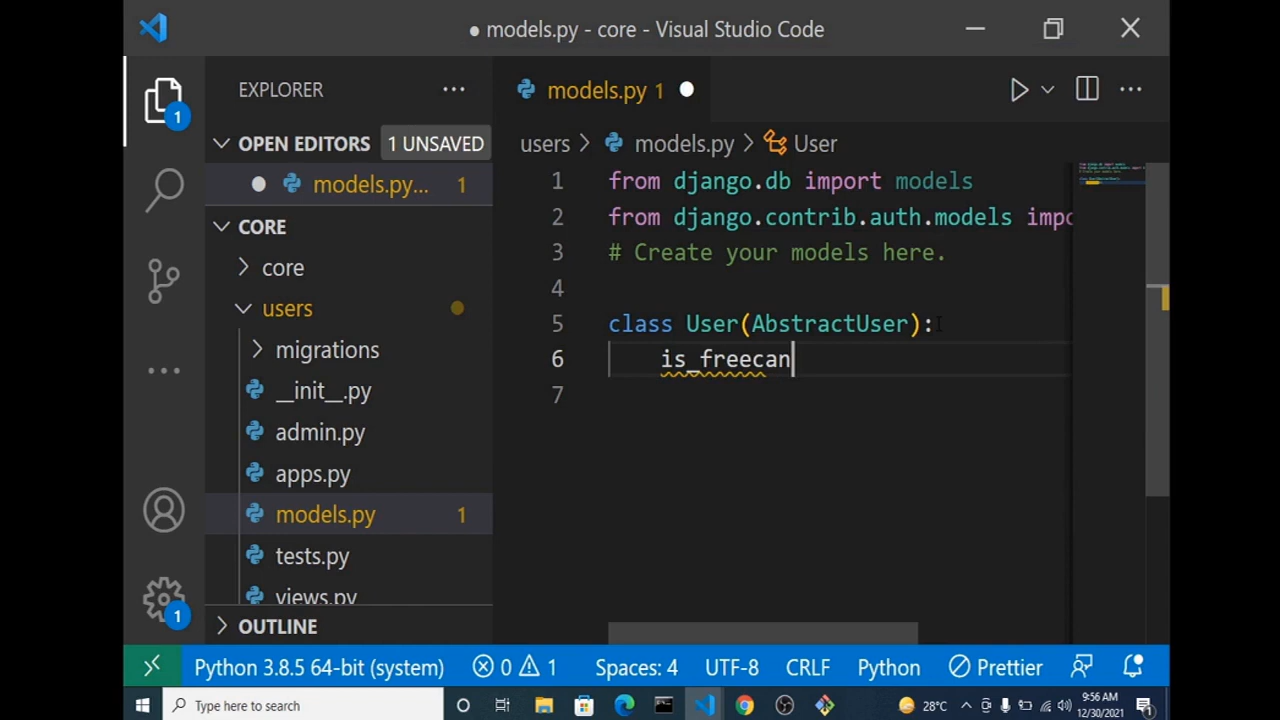 models.py - core - Visual Studio Code
EXPLORER
OPEN EDITORS 1 UNSAVED
models.py... 1
CORE
core
users
migrations
__init__.py
admin.py
apps.py
models.py 1
tests.py
views.py
OUTLINE
models.py 1
users > models.py > User
1 from django.db import models
2 from django.contrib.auth.models impo
3 # Create your models here.
4
5 class User(AbstractUser):
6 is_freecan
7
1
1
Python 3.8.5 64-bit (system) 0 1 Spaces: 4 UTF-8 CRLF Python Prettier
Type here to search
28°C
9:56 AM
12/30/2021
1